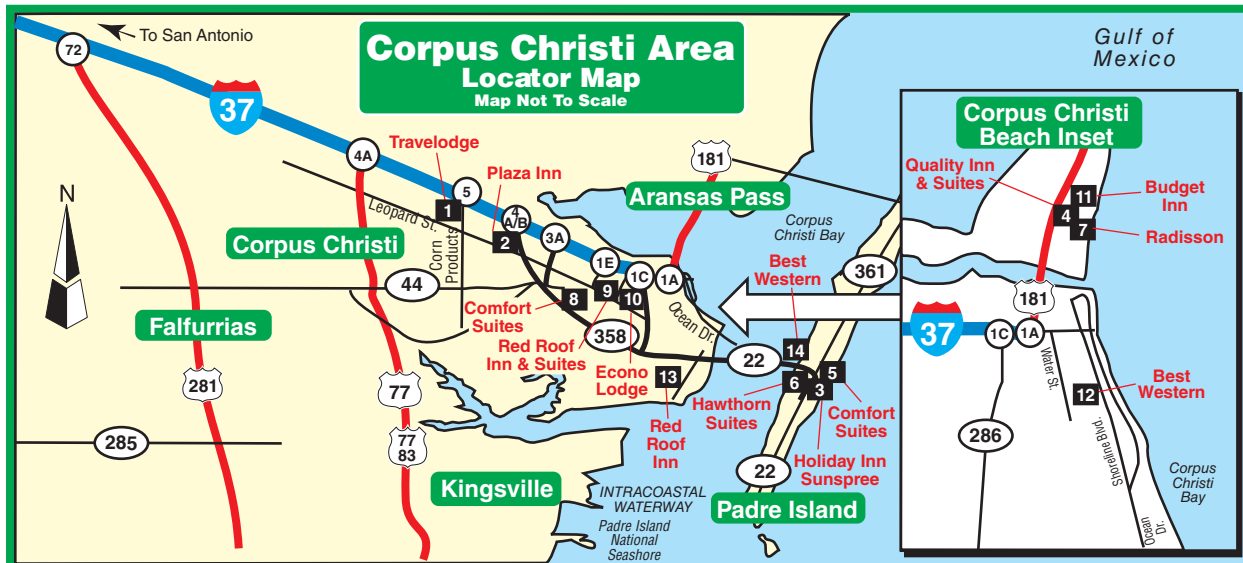 To San Antonio
72
37
Corpus Christi Area
Locator Map
Map Not To Scale
Gulf of
Mexico
N
4A
Travelodge
5
1
Leopard St.
Corn
Products
Plaza Inn
4
A/B
2
3A
1E
1C
1A
181
Aransas Pass
Corpus
Christi Bay
361
Corpus Christi
44
Falfurrias
281
285
77
77
83
Kingsville
Comfort
Suites
8
9
10
Red Roof
Inn & Suites
358
Econo
Lodge
Ocean Dr.
13
Red
Roof
Inn
22
Best
Western
14
6
3
5
Hawthorn
Suites
Comfort
Suites
Holiday Inn
Sunspree
22
Padre Island
INTRACOASTAL
WATERWAY
Padre Island
National
Seashore
Corpus Christi
Beach Inset
Quality Inn
& Suites
4
11
7
Budget
Inn
Radisson
181
37
1C
1A
Water St.
286
12
Best
Western
Shoreline Blvd.
Ocean
Dr.
Corpus
Christi
Bay